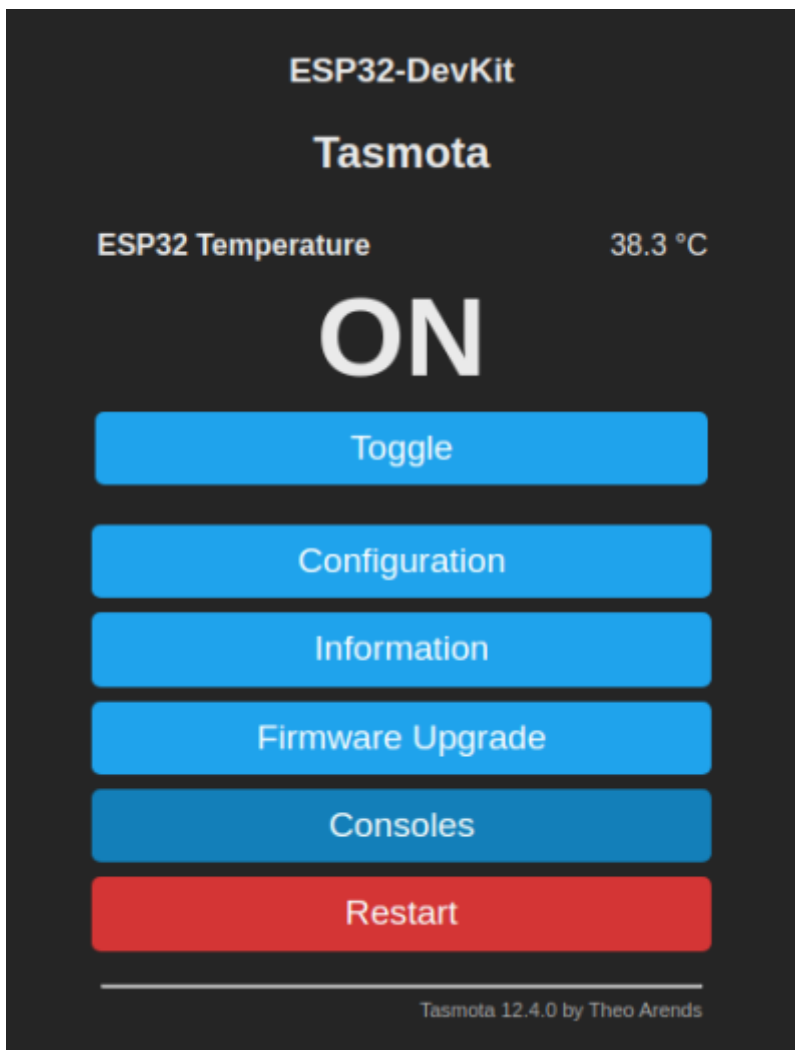 ESP32-DevKit
Tasmota
ESP32 Temperature 38.3 °C
ON
Toggle
Configuration
Information
Firmware Upgrade
Consoles
Restart
Tasmota 12.4.0 by Theo Arends